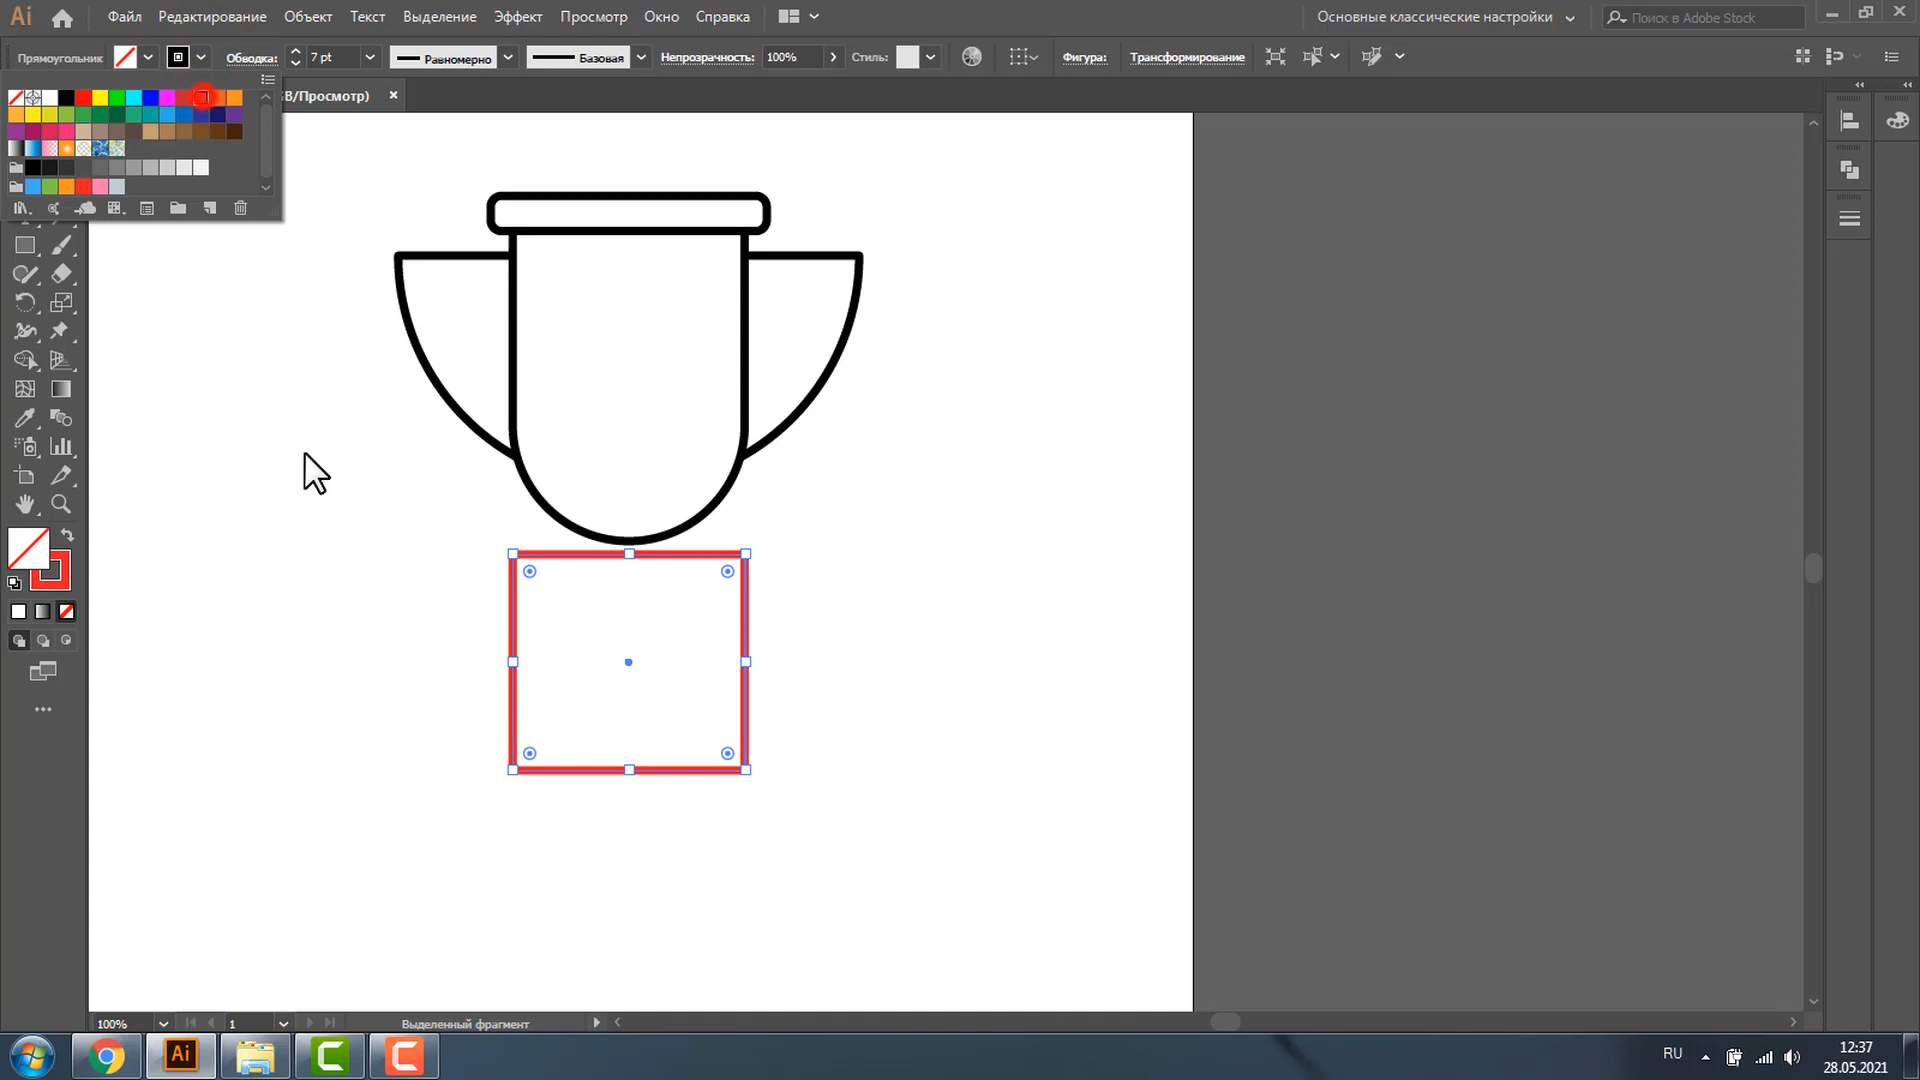 Ai Файл Редактирование Объект Текст Выделение Эффект Просмотр Окно Справка Основные классические настройки Поиск в Adobe Stock
Прямоугольник Обводка: 7 pt Равномерно Базовая Непрозрачность: 100% Стиль: Фигура: Трансформирование
B/Просмотр) ×
100% 1 Выделенный фрагмент
Ai RU 12:37
28.05.2021